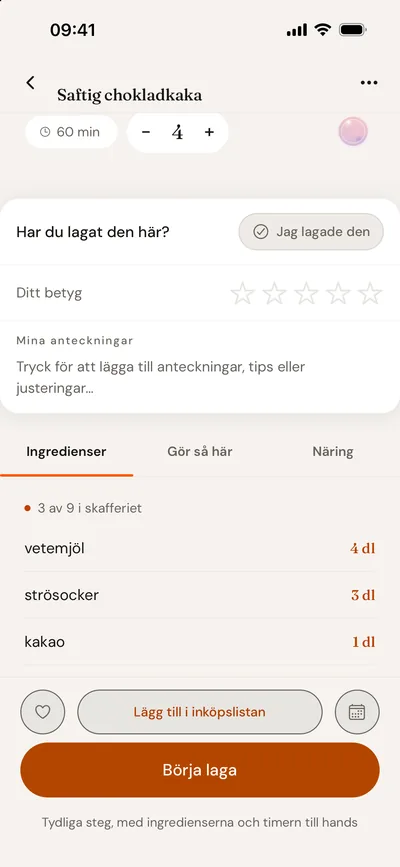 09:41
Saftig chokladkaka
60 min
- 4 +
Har du lagat den här?
Jag lagade den
Ditt betyg
Mina anteckningar
Tryck för att lägga till anteckningar, tips eller
justeringar...
Ingredienser
Gör så här
Näring
3 av 9 i skafferiet
vetemjöl
4 dl
strösocker
3 dl
kakao
1 dl
Lägg till i inköpslistan
Börja laga
Tydliga steg, med ingredienserna och timern till hands